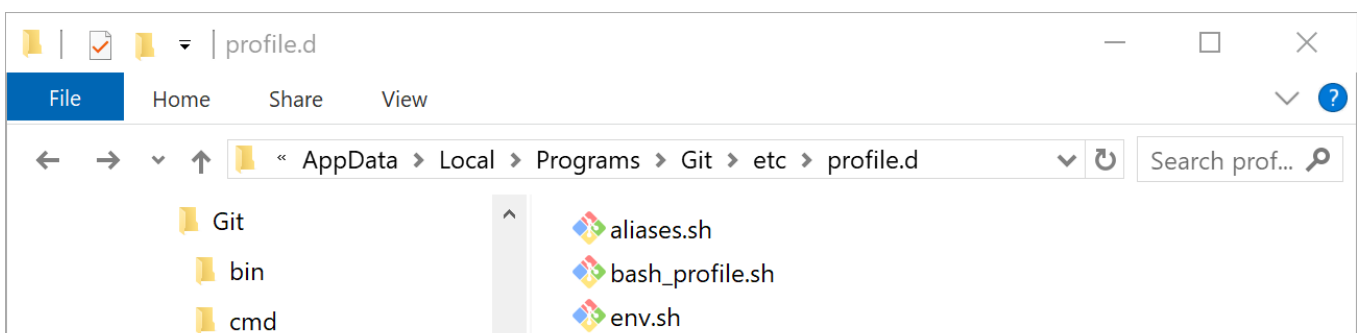 profile.d
File Home Share View ?
« AppData > Local > Programs > Git > etc > profile.d Search prof...
Git
bin
cmd
aliases.sh
bash_profile.sh
env.sh